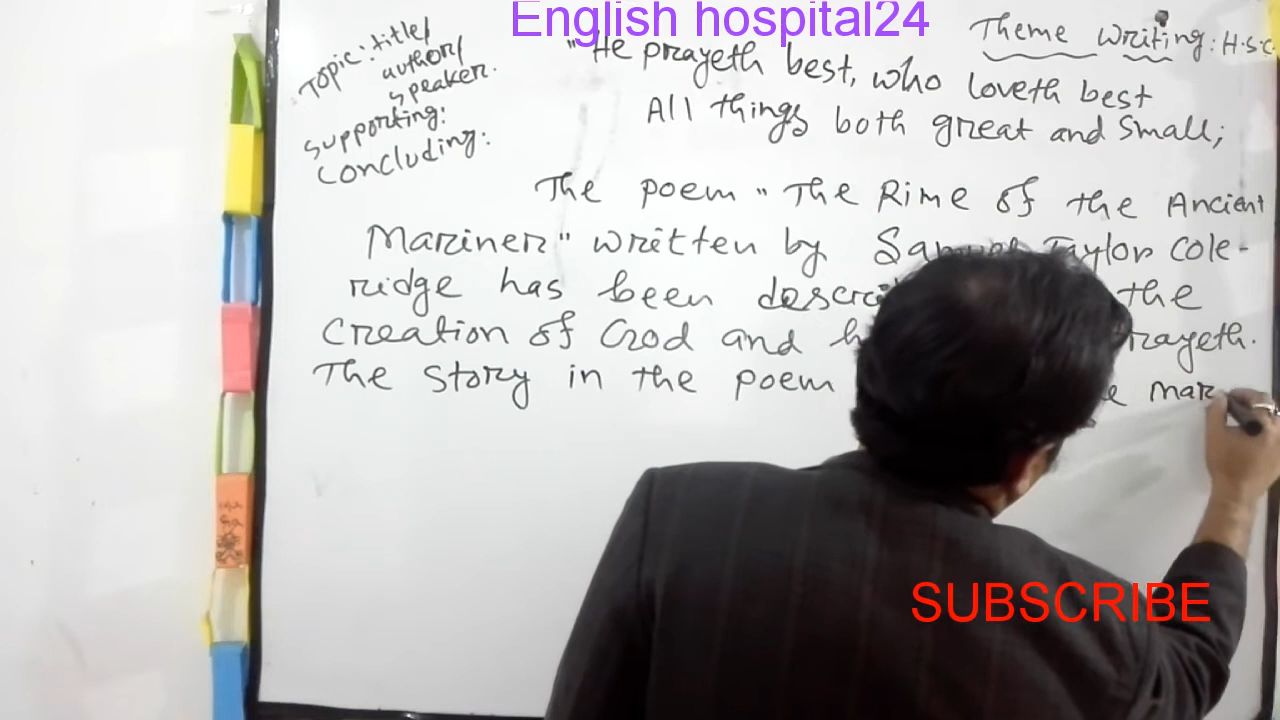 English hospital24
Theme writing: H.S.C
Topic: title/
author/
speaker.
supporting:
concluding:
"He prayeth best, who loveth best
All things both great and small;
The poem "The Rime of the Ancient
Mariner" written by Samuel Taylor Cole-
ridge has been the
Creation of God and prayeth.
The story in the poem
SUBSCRIBE